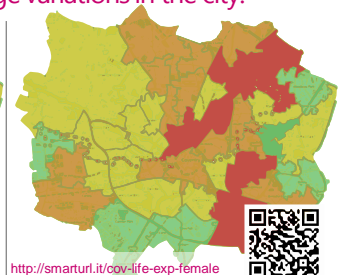 ge variations in the city.
http://smarturl.it/cov-life-exp-female